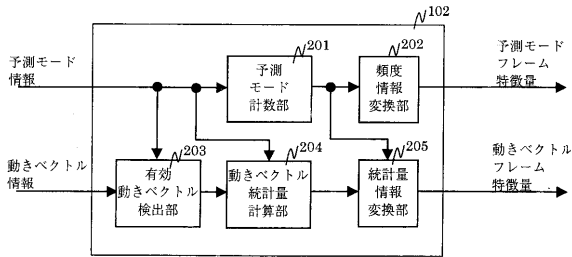 102
予測モード
情報
201
予測
モード
計数部
202
頻度
情報
変換部
予測モード
フレーム
特徴量
動きベクトル
情報
203
有効
動きベクトル
検出部
204
動きベクトル
統計量
計算部
205
統計量
情報
変換部
動きベクトル
フレーム
特徴量